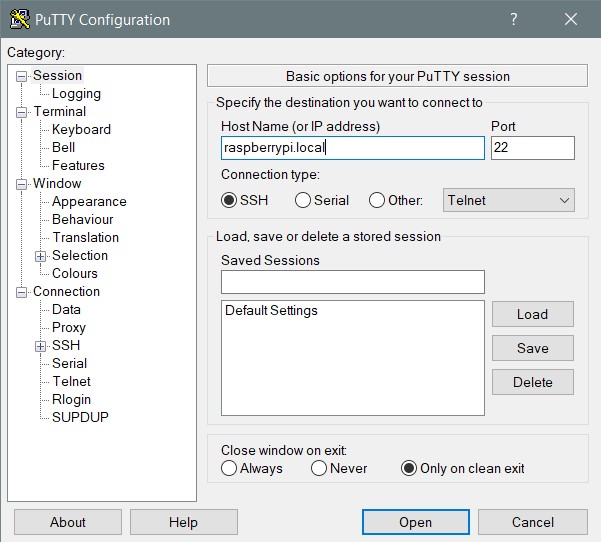 PuTTY Configuration
?
Category:
Session
Logging
Terminal
Keyboard
Bell
Features
Window
Appearance
Behaviour
Translation
Selection
Colours
Connection
Data
Proxy
SSH
Serial
Telnet
Rlogin
SUPDUP
Basic options for your PuTTY session
Specify the destination you want to connect to
Host Name (or IP address) Port
raspberrypi.local 22
Connection type:
SSH Serial Other: Telnet
Load, save or delete a stored session
Saved Sessions
Default Settings
Load
Save
Delete
Close window on exit:
Always Never Only on clean exit
About Help Open Cancel